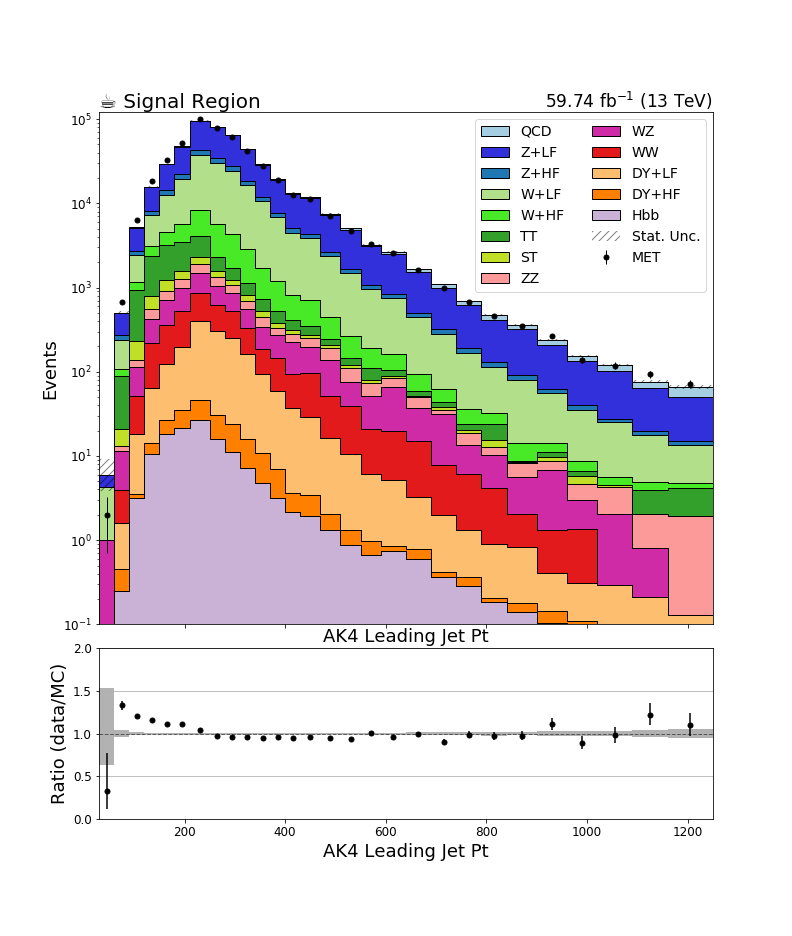 ☕ Signal Region
59.74 fb⁻¹ (13 TeV)
10⁵
10⁴
10³
10²
10¹
10⁰
10⁻¹
Events
QCD
Z+LF
Z+HF
W+LF
W+HF
TT
ST
ZZ
WZ
WW
DY+LF
DY+HF
Hbb
Stat. Unc.
MET
AK4 Leading Jet Pt
2.0
1.5
1.0
0.5
0.0
Ratio (data/MC)
200 400 600 800 1000 1200
AK4 Leading Jet Pt